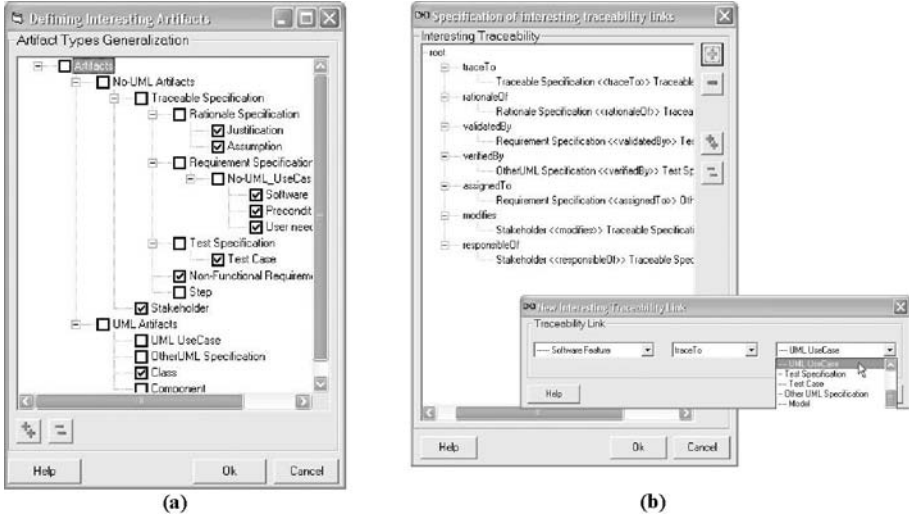 Defining Interesting Artifacts
Artifact Types Generalization
Artifacts
No-UML Artifacts
Traceable Specification
Rationale Specification
Justification
Assumption
Requirement Specification
No-UML_UseCas
Software
Precondit
User need
Test Specification
Test Case
Non-Functional Requirem
Step
Stakeholder
UML Artifacts
UML UseCase
OtherUML Specification
Class
Component
Help
Ok
Cancel
(a)
Specification of interesting traceability links
Interesting Traceability
root
traceTo
Traceable Specification <<traceTo>> Traceable
rationaleOf
Rationale Specification <<rationaleOf>> Tracea
validatedBy
Requirement Specification <<validatedBy>> Tes
verifiedBy
OtherUML Specification <<verifiedBy>> Test Sp
assignedTo
Requirement Specification <<assignedTo>> Oth
modifies
Stakeholder <<modifies>> Traceable Specificati
responsibleOf
Stakeholder <<responsibleOf>> Traceable Spec
New Interesting Traceability Link
Traceability Link
---- Software Feature
traceTo
--- UML UseCase
--- UML UseCase
-- Test Specification
--- Test Case
-- Other UML Specification
--- Model
Help
Help
Ok
Cancel
(b)